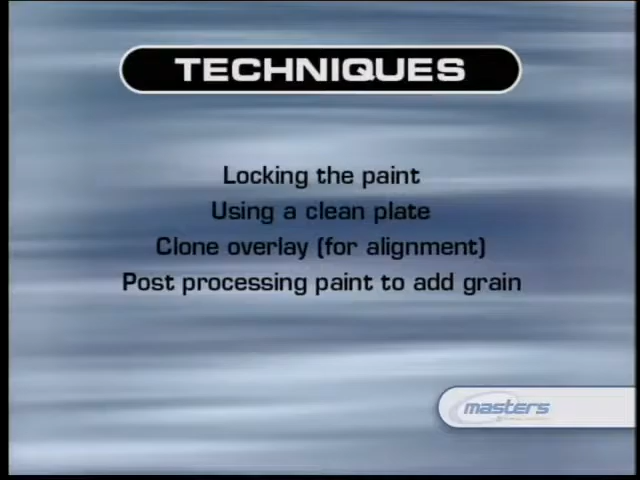 TECHNIQUES
Locking the paint
Using a clean plate
Clone overlay (for alignment)
Post processing paint to add grain
masters